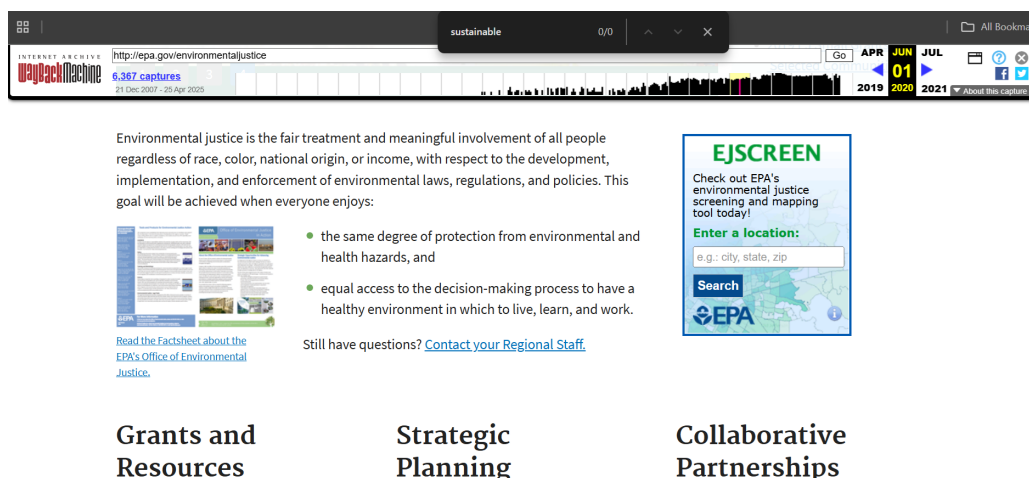 All Bookma
sustainable 0/0
INTERNET ARCHIVE
WayBackMachine
http://epa.gov/environmentaljustice
Go
6,367 captures
21 Dec 2007 - 25 Apr 2025
APR JUN JUL
01
2019 2020 2021
About this capture
Environmental justice is the fair treatment and meaningful involvement of all people
regardless of race, color, national origin, or income, with respect to the development,
implementation, and enforcement of environmental laws, regulations, and policies. This
goal will be achieved when everyone enjoys:
the same degree of protection from environmental and
health hazards, and
equal access to the decision-making process to have a
healthy environment in which to live, learn, and work.
Read the Factsheet about the
EPA's Office of Environmental
Justice.
Still have questions? Contact your Regional Staff.
EJSCREEN
Check out EPA's
environmental justice
screening and mapping
tool today!
Enter a location:
e.g.: city, state, zip
Search
EPA
Grants and
Resources
Strategic
Planning
Collaborative
Partnerships